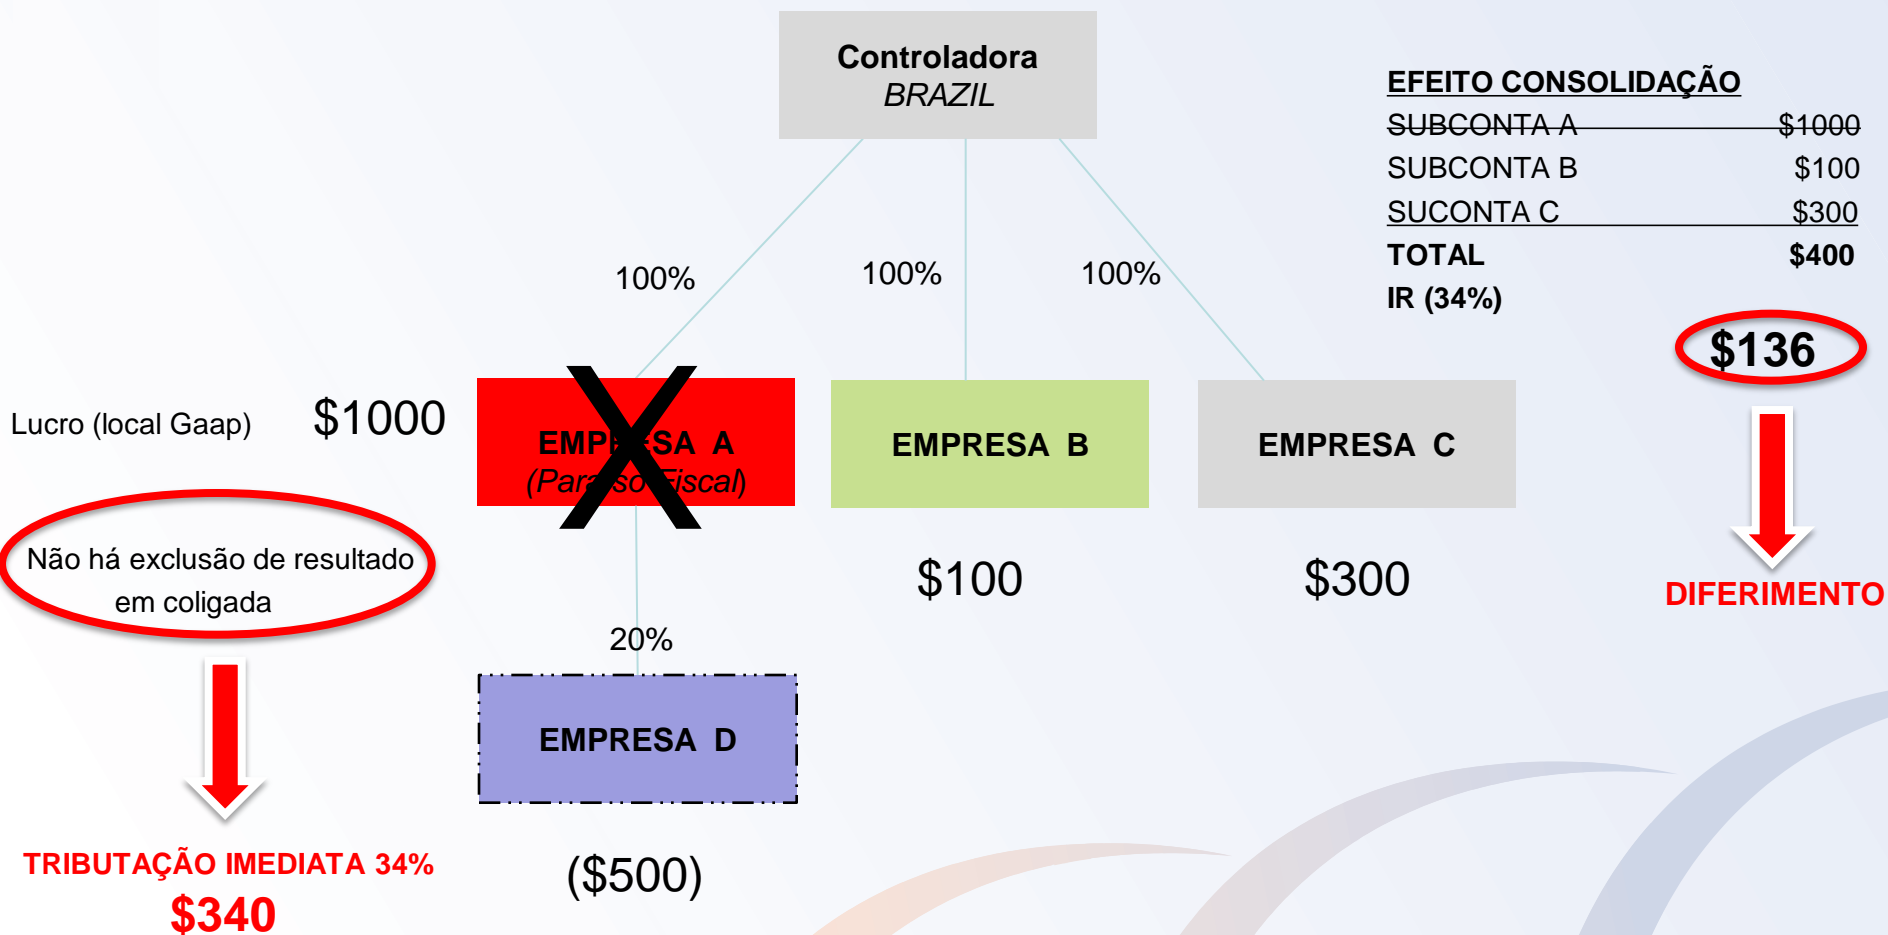 Controladora
BRAZIL
EFEITO CONSOLIDAÇÃO
SUBCONTA A $1000
SUBCONTA B $100
SUCONTA C $300
TOTAL $400
IR (34%)
$136
DIFERIMENTO
100%
100%
100%
Lucro (local Gaap) $1000
EMPRESA A
(Paraíso Fiscal)
EMPRESA B
EMPRESA C
$100
$300
Não há exclusão de resultado
em coligada
20%
EMPRESA D
($500)
TRIBUTAÇÃO IMEDIATA 34%
$340